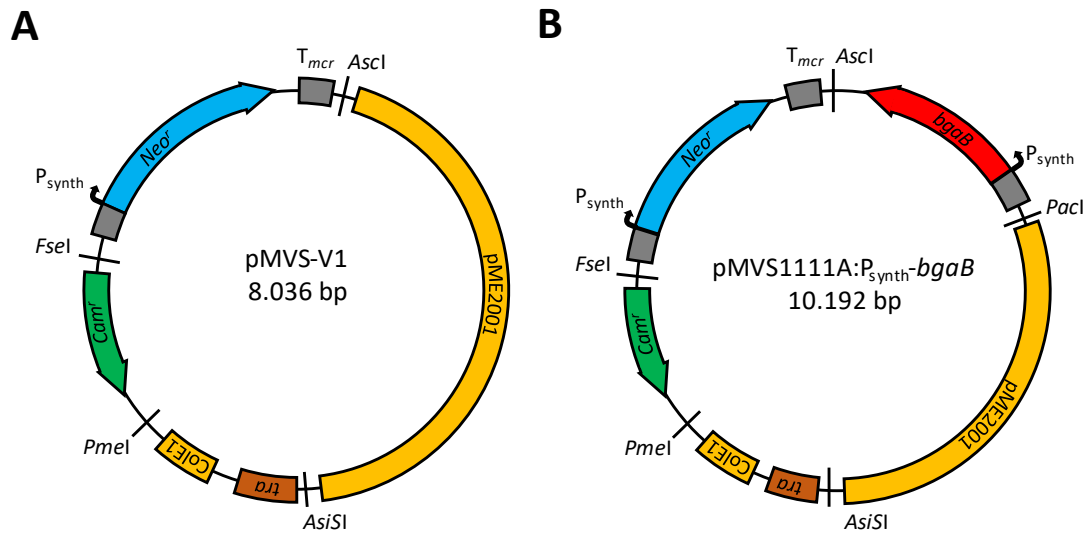 A
T mcr
AscI
Neo r
P synth
FseI
pMVS-V1
8.036 bp
pME2001
Cam r
PmeI
ColE1
tra
AsiSI
B
T mcr
AscI
bgaB
Neo r
P synth
P synth
PacI
FseI
pMVS1111A:P synth-bgaB
10.192 bp
Cam r
pME2001
PmeI
ColE1
tra
AsiSI